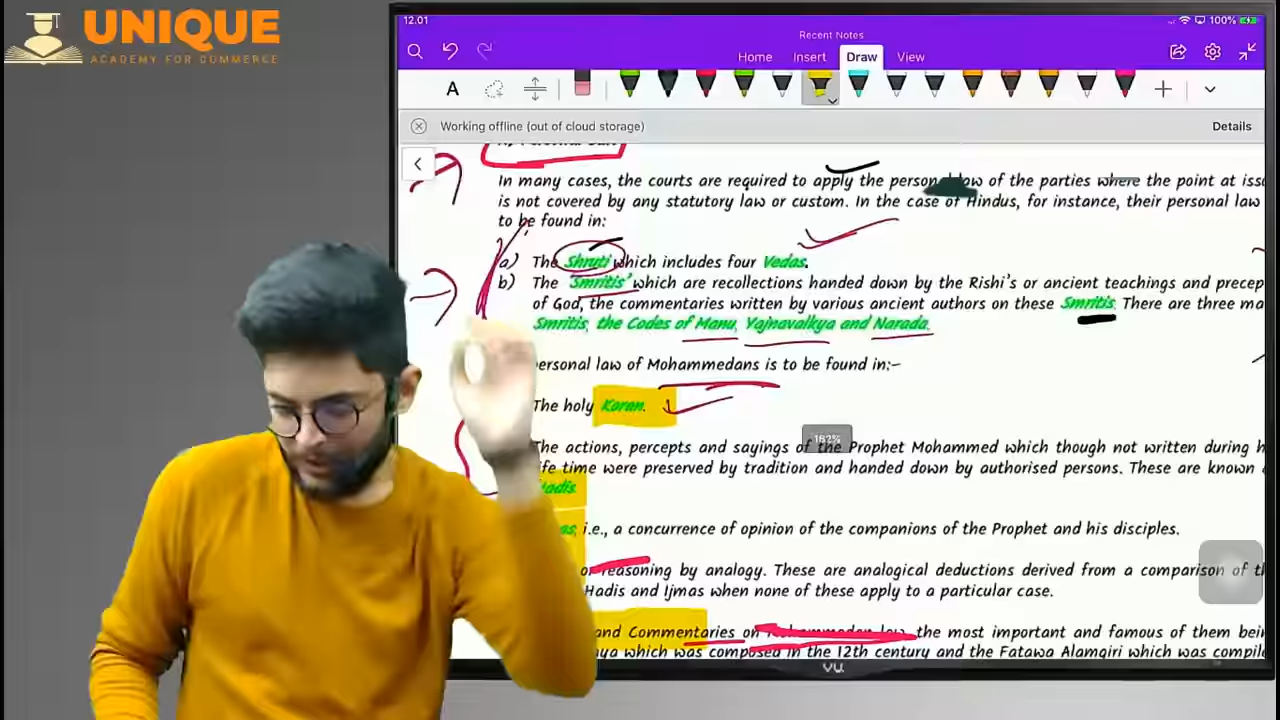 UNIQUE
ACADEMY FOR COMMERCE
12.01
100%
Recent Notes
Home Insert Draw View
A
Working offline (out of cloud storage)
Details
In many cases, the courts are required to apply the personal law of the parties where the point at issu
is not covered by any statutory law or custom. In the case of Hindus, for instance, their personal law
to be found in:
a) The Shruti which includes four Vedas.
b) The 'Smritis' which are recollections handed down by the Rishi's or ancient teachings and precep
of God, the commentaries written by various ancient authors on these Smritis. There are three ma
Smritis; the Codes of Manu, Yajnavalkya and Narada.
personal law of Mohammedans is to be found in:-
The holy Koran.
162%
The actions, percepts and sayings of the Prophet Mohammed which though not written during h
life time were preserved by tradition and handed down by authorised persons. These are known
Hadis.
i.e., a concurrence of opinion of the companions of the Prophet and his disciples.
or reasoning by analogy. These are analogical deductions derived from a comparison of th
Hadis and Ijmas when none of these apply to a particular case.
and Commentaries on the most important and famous of them bein
ya which was composed in the 12th century and the Fatawa Alamgiri which was compile
vu